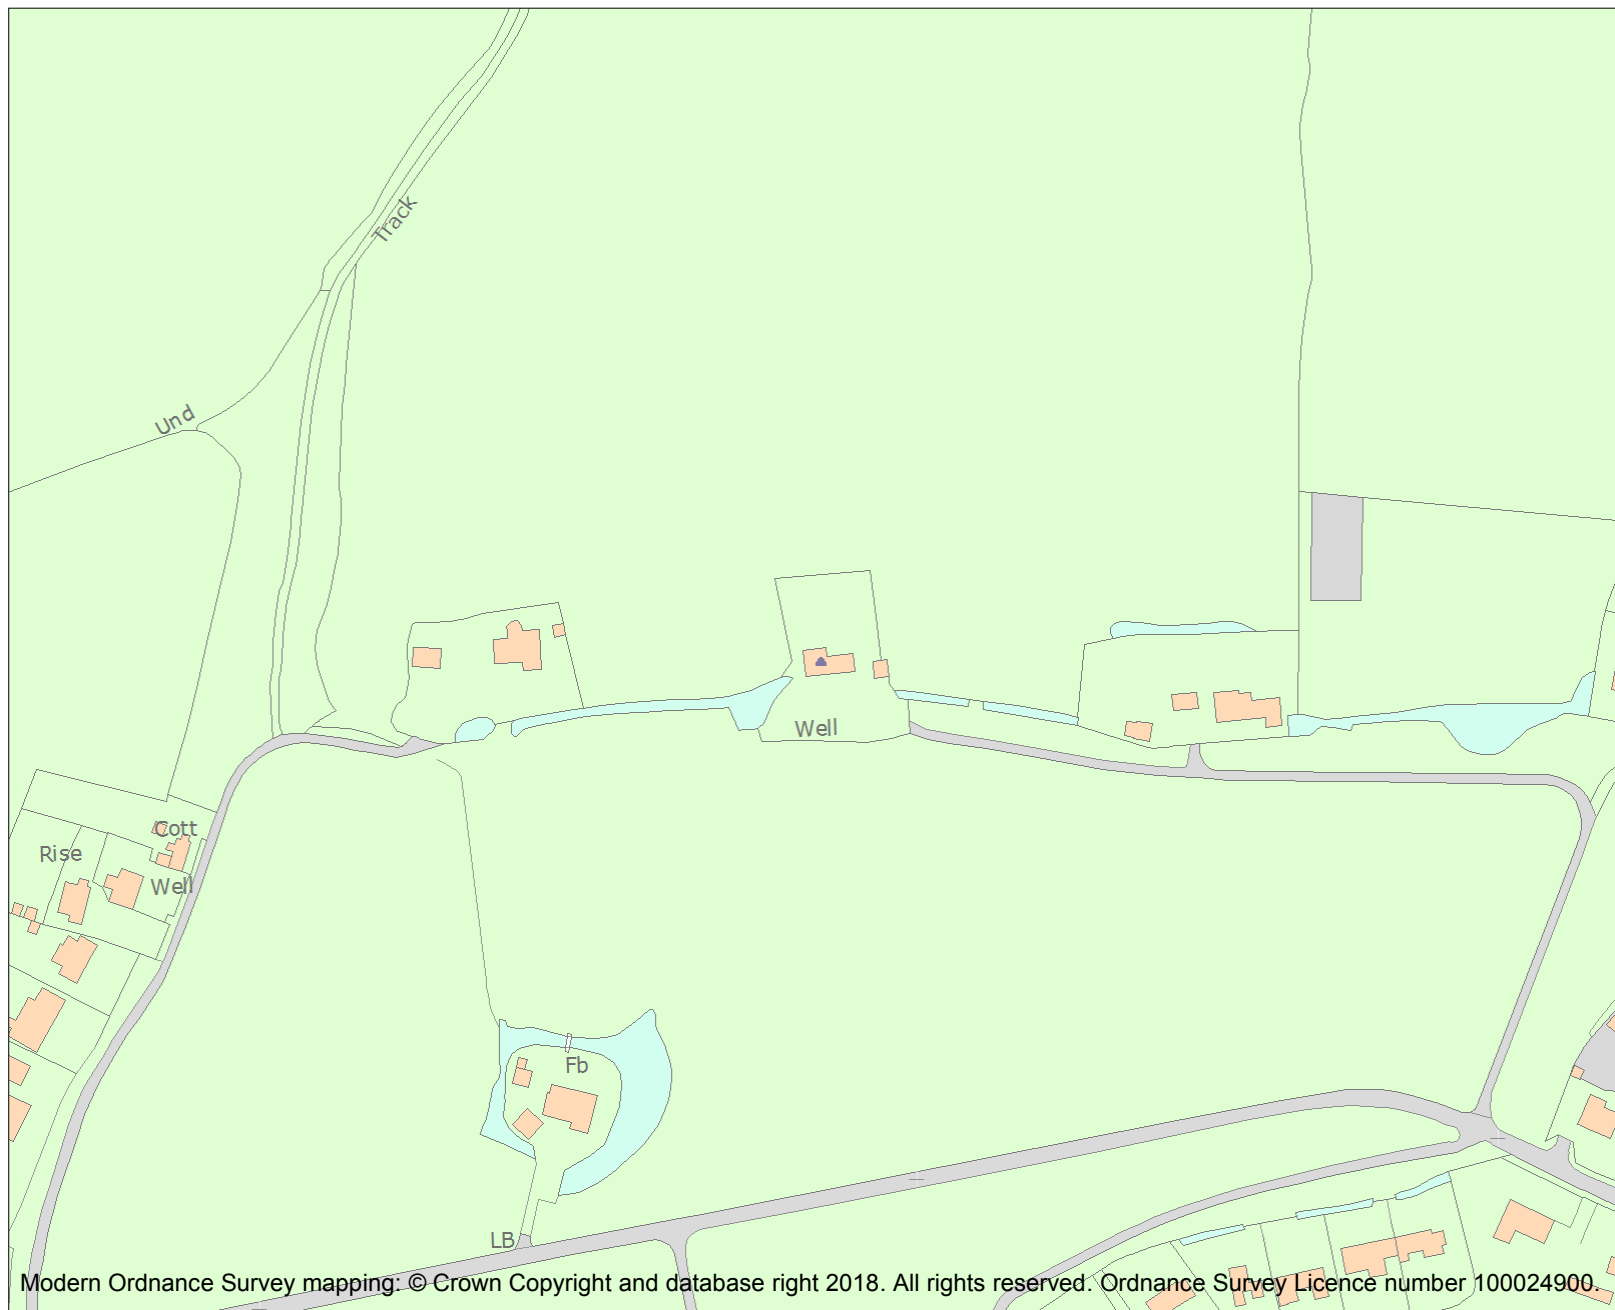 Track
Und
Well
Cott
Rise
Well
Fb
LB
Modern Ordnance Survey mapping: © Crown Copyright and database right 2018. All rights reserved. Ordnance Survey Licence number 100024900.